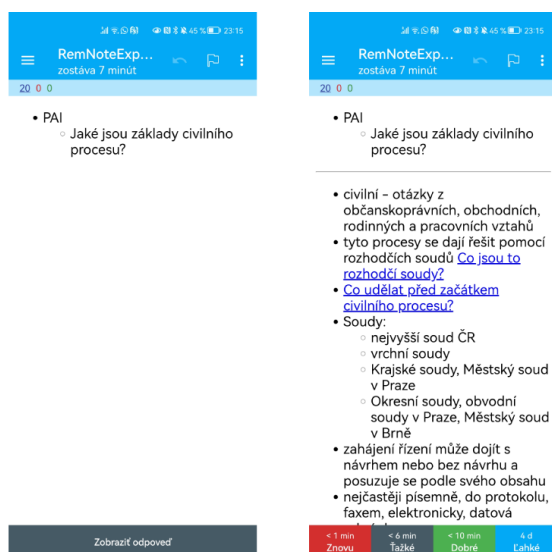 45 % 23:15
RemNoteExp...
zostáva 7 minút
20 0 0
• PAI
◦ Jaké jsou základy civilního
procesu?
Zobraziť odpoveď
45 % 23:15
RemNoteExp...
zostáva 7 minút
20 0 0
• PAI
◦ Jaké jsou základy civilního
procesu?
• civilní – otázky z
občanskoprávních, obchodních,
rodinných a pracovních vztahů
• tyto procesy se dají řešit pomocí
rozhodčích soudů Co jsou to
rozhodčí soudy?
• Co udělat před začátkem
civilního procesu?
• Soudy:
◦ nejvyšší soud ČR
◦ vrchní soudy
◦ Krajské soudy, Městský soud
v Praze
◦ Okresní soudy, obvodní
soudy v Praze, Městský soud
v Brně
• zahájení řízení může dojít s
návrhem nebo bez návrhu a
posuzuje se podle svého obsahu
• nejčastěji písemně, do protokolu,
faxem, elektronicky, datová
< 1 min < 6 min < 10 min 4 d
Znovu Ťažké Dobré Ľahké